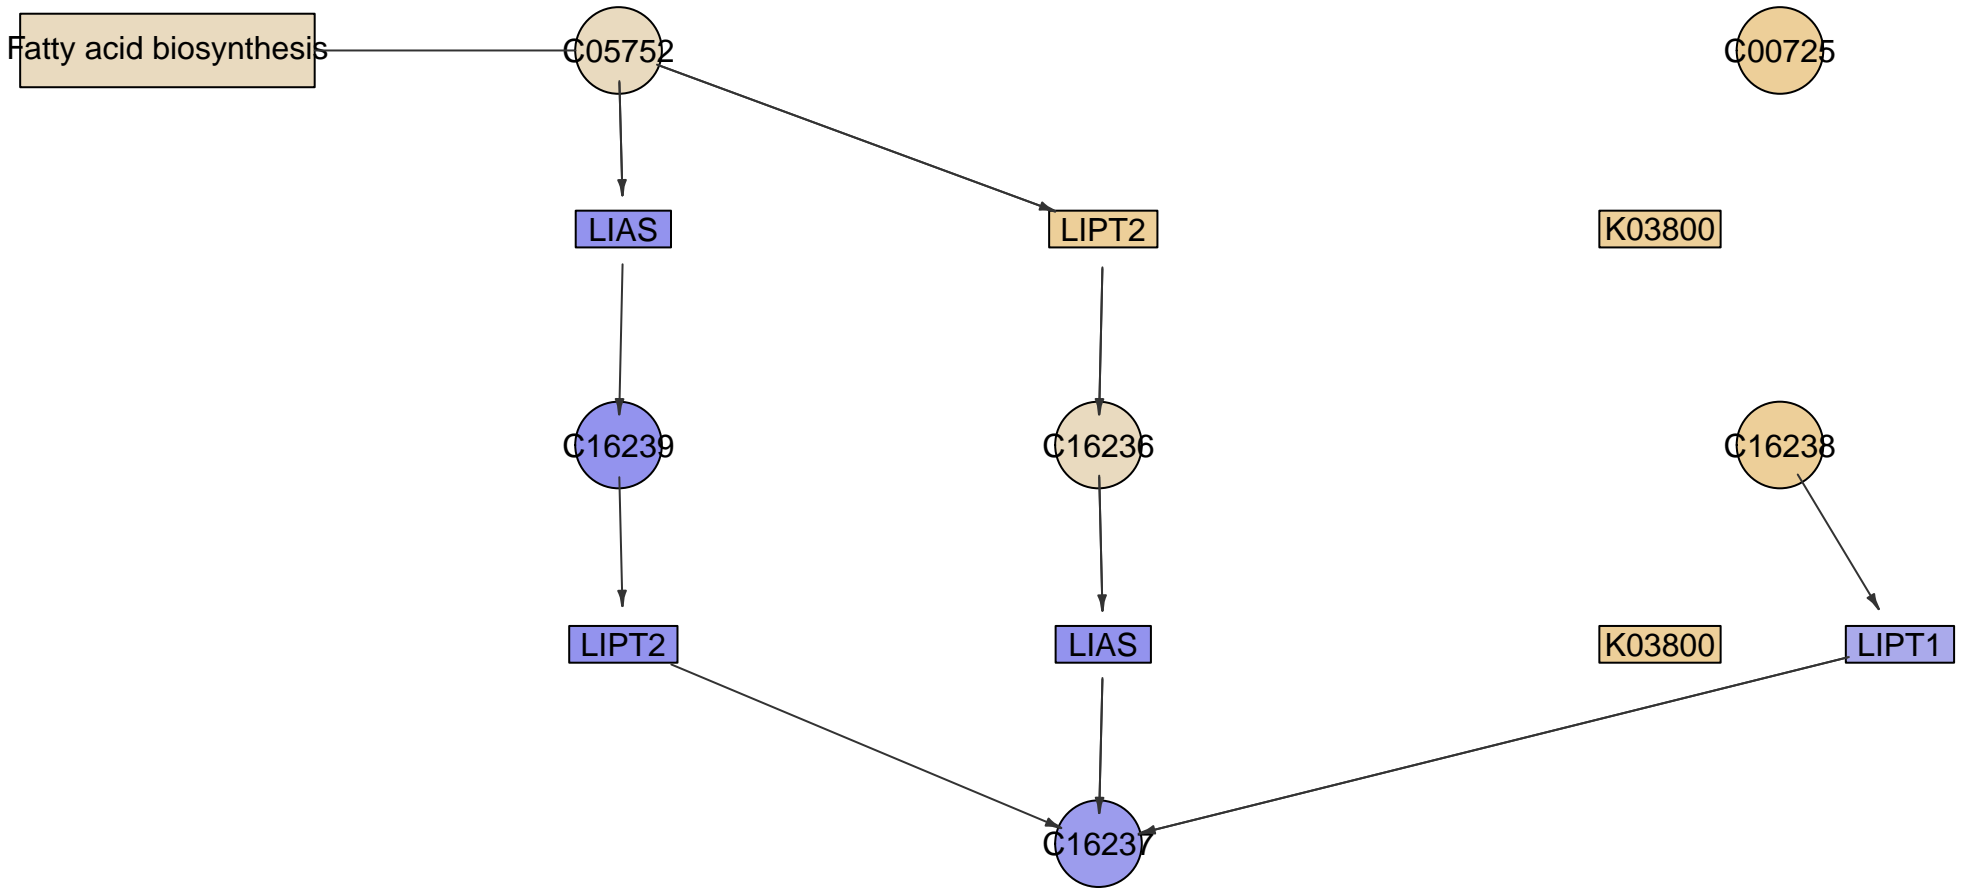 Fatty acid biosynthesis
C05752
C00725
LIAS
LIPT2
K03800
C16239
C16236
C16238
LIPT2
LIAS
K03800
LIPT1
C16237